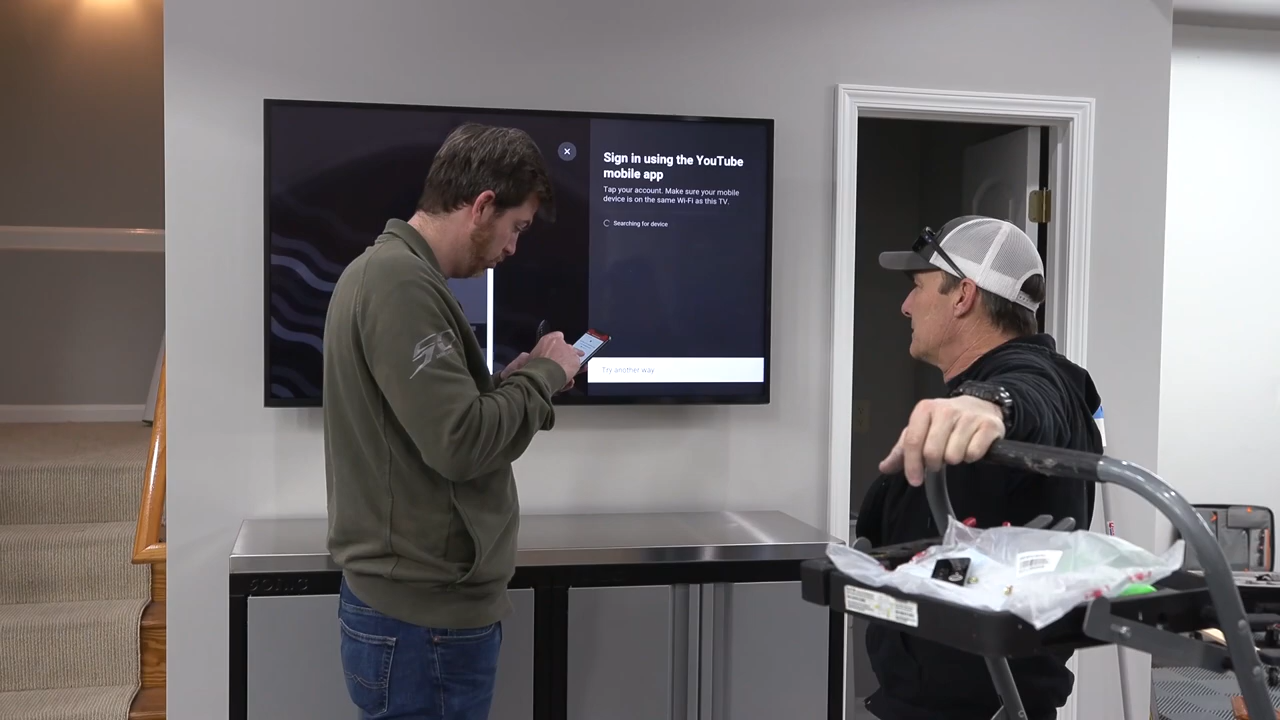 Sign in using the YouTube
mobile app
Tap your account. Make sure your mobile
device is on the same Wi-Fi as this TV.
Searching for device
Try another way
SONIC